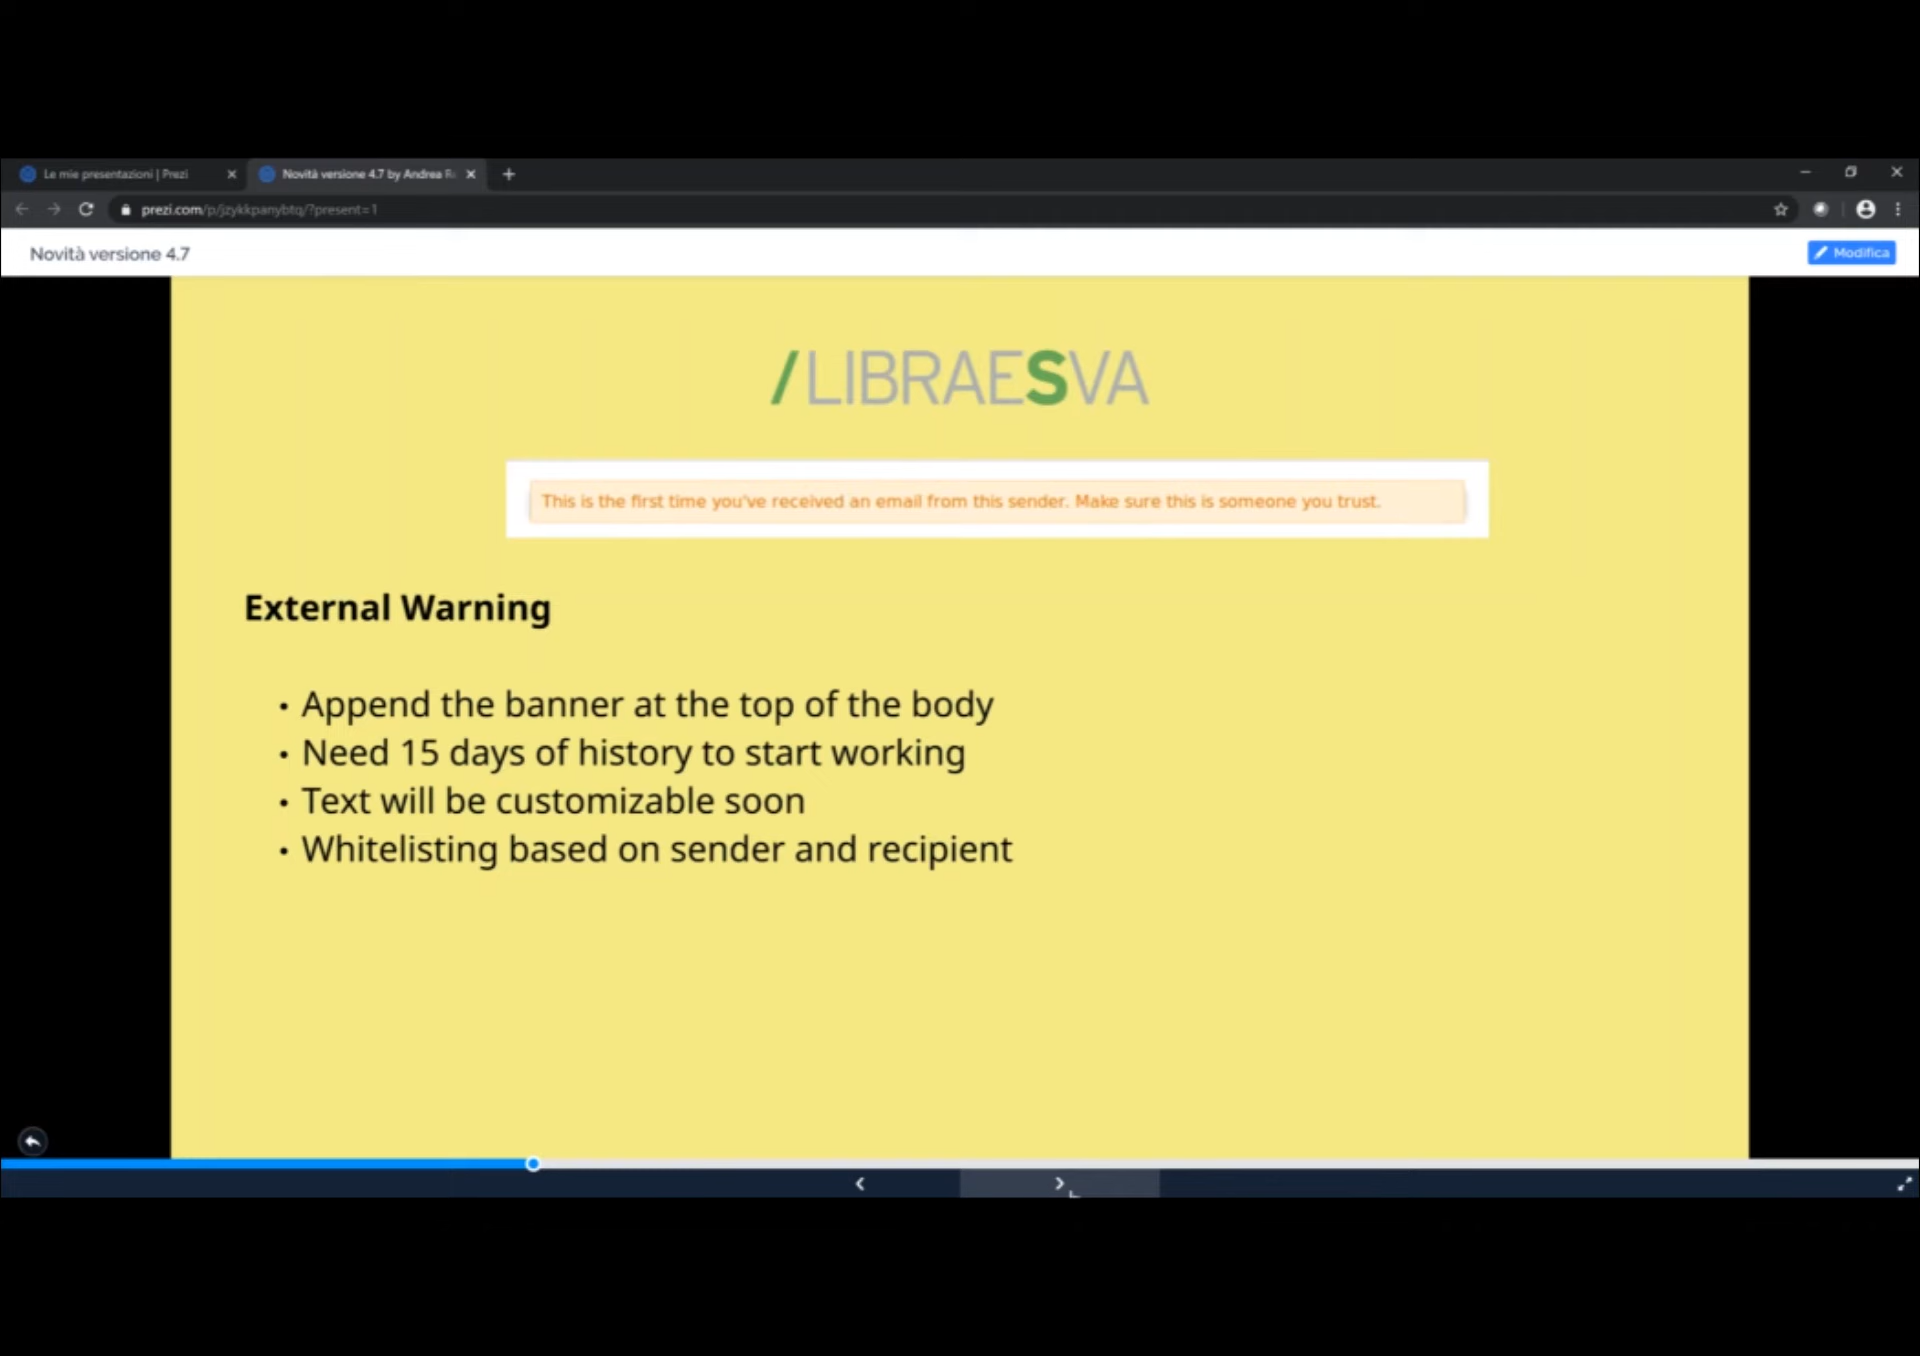 Le mie presentazioni | Prezi
Novità versione 4.7 by Andrea
prezi.com/p/jzykkpanybtq/?present=1
Novità versione 4.7
Modifica
/LIBRAESVA
This is the first time you've received an email from this sender. Make sure this is someone you trust.
External Warning
• Append the banner at the top of the body
• Need 15 days of history to start working
• Text will be customizable soon
• Whitelisting based on sender and recipient